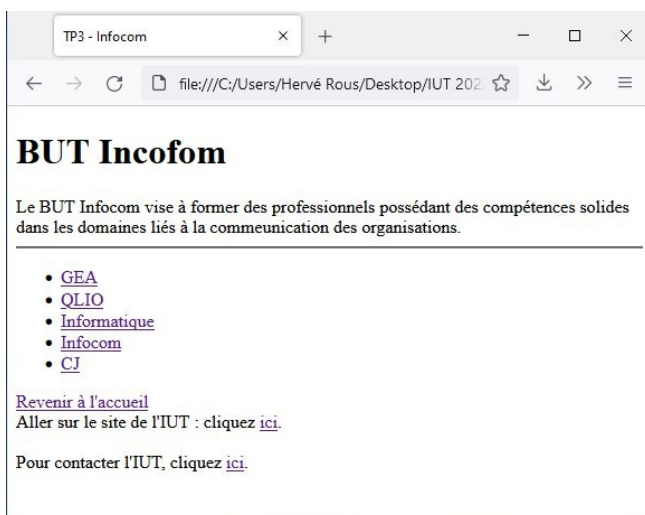 TP3 - Infocom
file:///C:/Users/Hervé Rous/Desktop/IUT 202
BUT Incofom
Le BUT Infocom vise à former des professionnels possédant des compétences solides
dans les domaines liés à la commeunication des organisations.
GEA
QLIO
Informatique
Infocom
CJ
Revenir à l'accueil
Aller sur le site de l'IUT : cliquez ici.
Pour contacter l'IUT, cliquez ici.